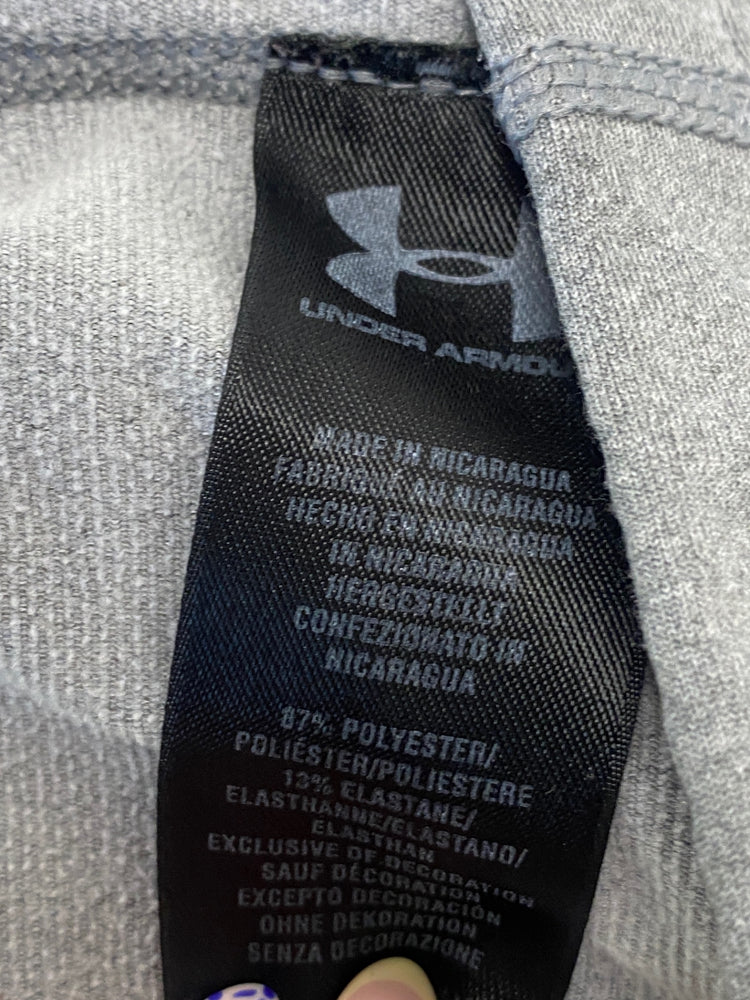 UNDER ARMOU
MADE IN NICARAGUA
FABRIQUÉ AU NICARAGUA
HECHO EN NICARAGUA
IN NICARAGUA
HERGESTELLT
CONFEZIONATO IN
NICARAGUA
87% POLYESTER/
POLIÉSTER/POLIESTERE
13% ELASTANE/
ELASTHANNE/ELASTANO/
ELASTHAN
EXCLUSIVE OF DECORATION
SAUF DÉCORATION
EXCEPTO DECORACIÓN
OHNE DEKORATION
SENZA DECORAZIONE